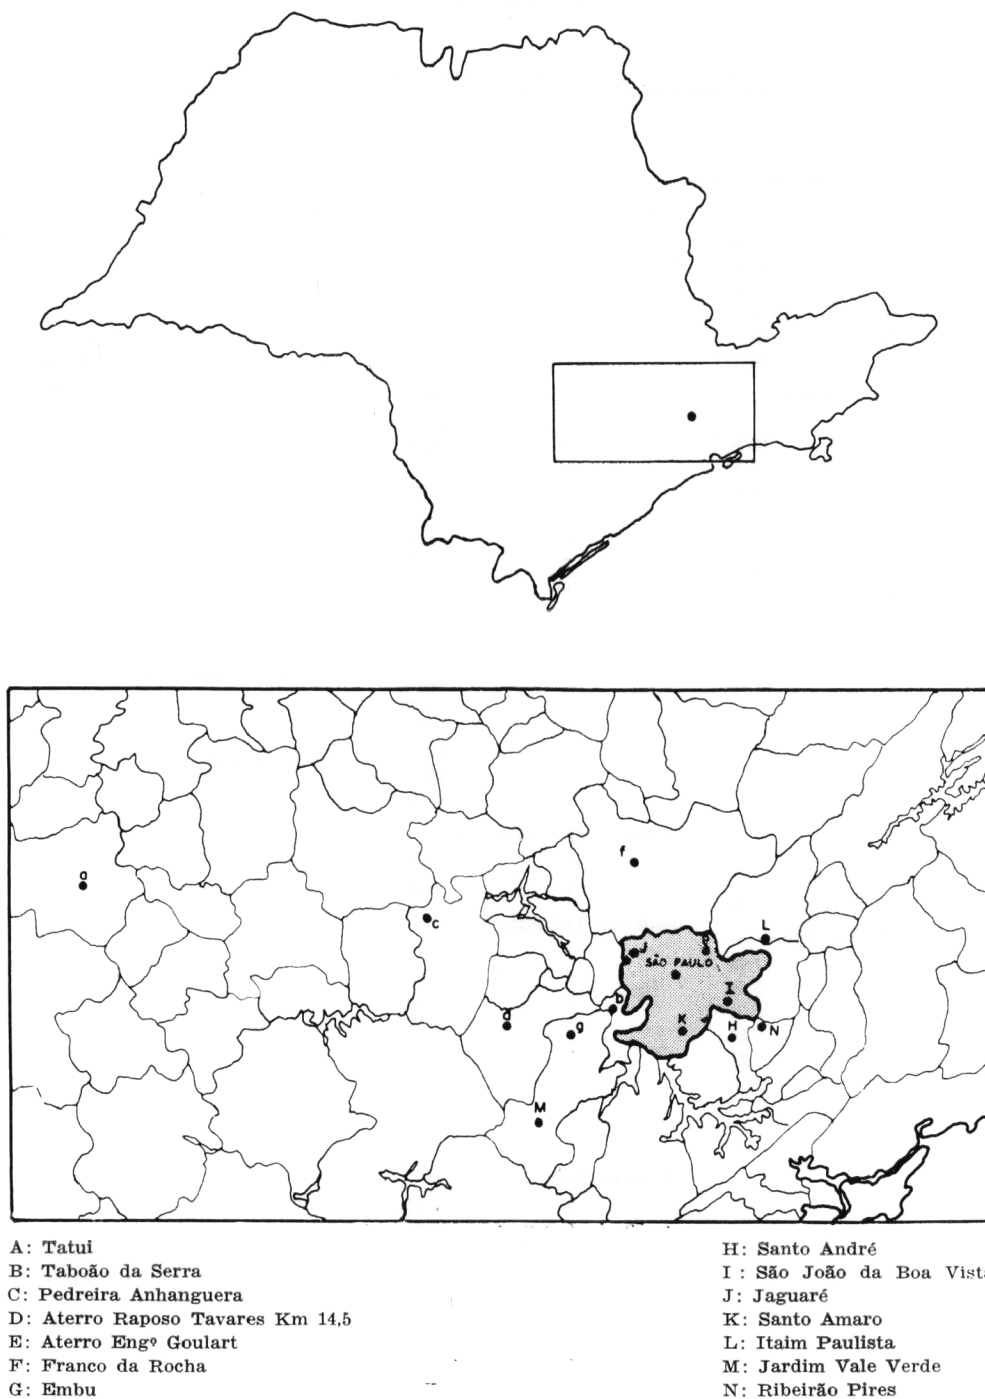 a
f
c
L
J
P
SÃO PAULO
I
b
d
g
K
H
N
M
A: Tatui
B: Taboão da Serra
C: Pedreira Anhanguera
D: Aterro Raposo Tavares Km 14,5
E: Aterro Engº Goulart
F: Franco da Rocha
G: Embu
H: Santo André
I : São João da Boa Vista
J: Jaguaré
K: Santo Amaro
L: Itaim Paulista
M: Jardim Vale Verde
N: Ribeirão Pires